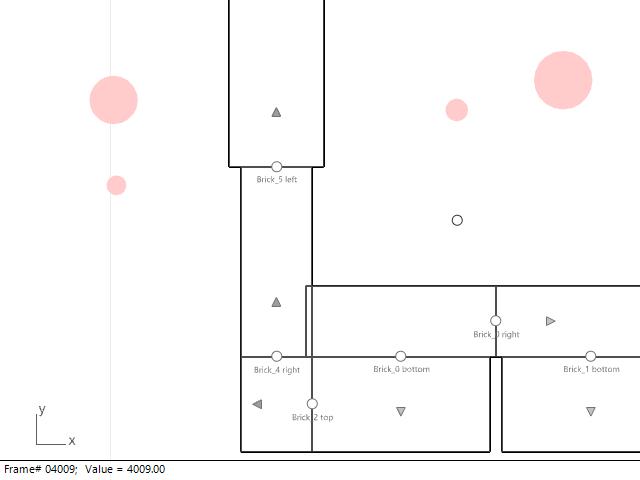 Brick_5 left
Brick_0 right
Brick_4 right
Brick_0 bottom
Brick_1 bottom
Brick_2 top
y
x
Frame# 04009;  Value = 4009.00